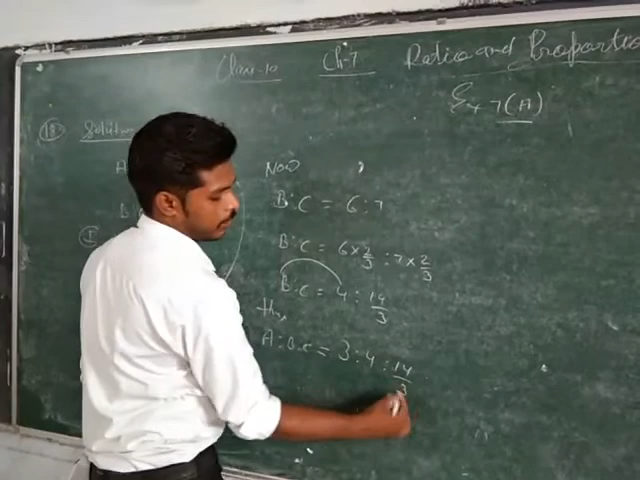 Class-10 Ch-7 Ratio and Proportion
Ex 7(A)
18. Solution
A
B
I
Now
B:C = 6:7
B:C = 6×2/3 : 7×2/3
B:C = 4 : 14/3
thus
A:B:C = 3:4: 14/3